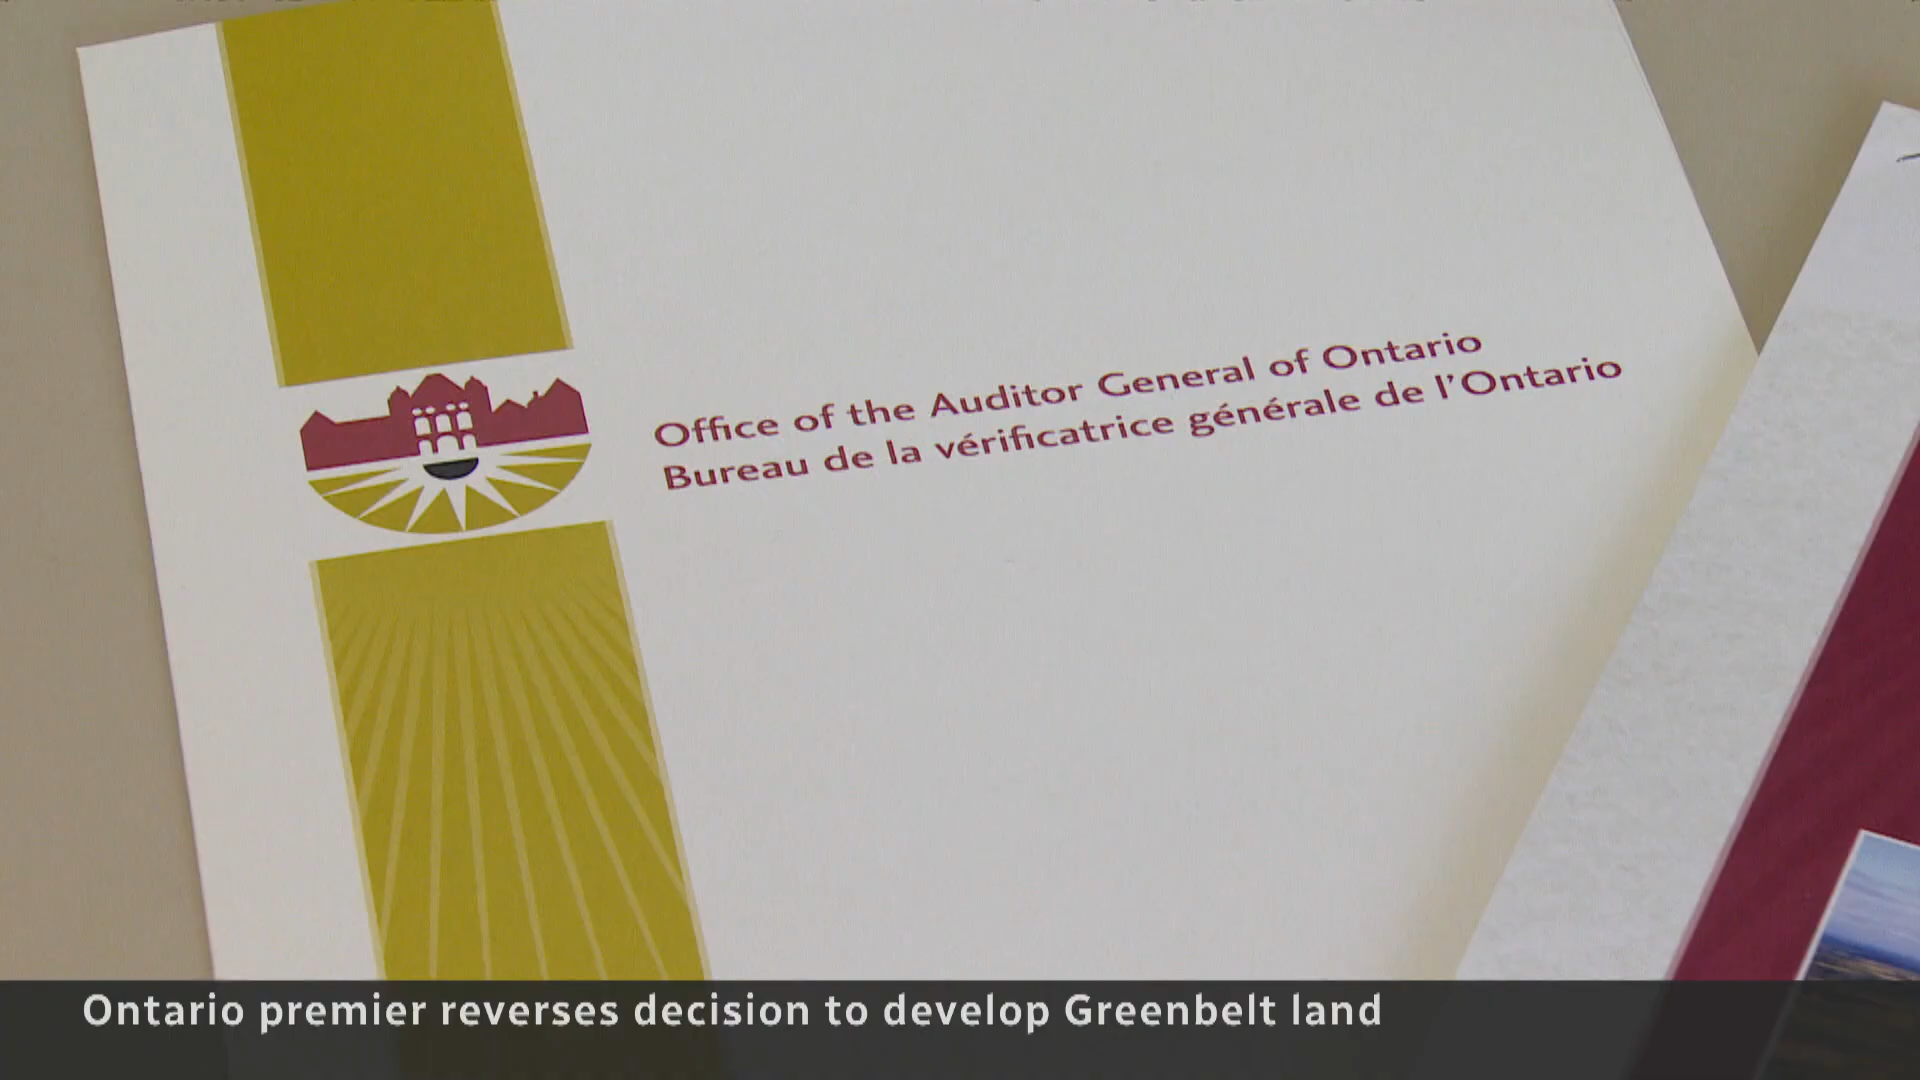 Office of the Auditor General of Ontario
Bureau de la vérificatrice générale de l'Ontario
Ontario premier reverses decision to develop Greenbelt land